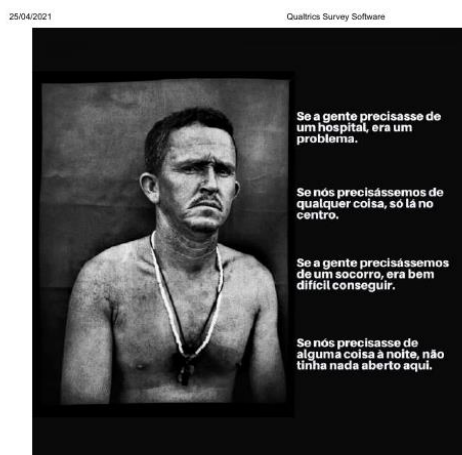 25/04/2021
Qualtrics Survey Software
Se a gente precisasse de
um hospital, era um
problema.
Se nós precisássemos de
qualquer coisa, só lá no
centro.
Se a gente precisássemos
de um socorro, era bem
difícil conseguir.
Se nós precisasse de
alguma coisa à noite, não
tinha nada aberto aqui.